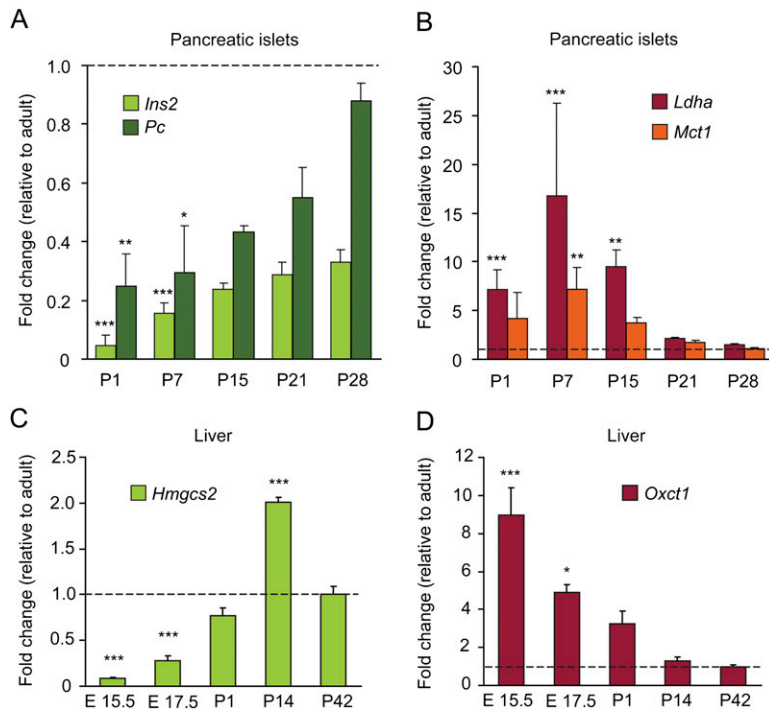 A
Pancreatic islets
Fold change (relative to adult)
1.0
0.8
0.6
0.4
0.2
0
Ins2
Pc
***
**
***
*
P1 P7 P15 P21 P28
B
Pancreatic islets
Fold change (relative to adult)
30
25
20
15
10
5
0
Ldha
Mct1
***
***
**
**
P1 P7 P15 P21 P28
C
Liver
Fold change (relative to adult)
2.5
2.0
1.5
1.0
0.5
0
Hmgcs2
***
***
***
E 15.5 E 17.5 P1 P14 P42
D
Liver
Fold change (relative to adult)
12
10
8
6
4
2
0
Oxct1
***
*
E 15.5 E 17.5 P1 P14 P42